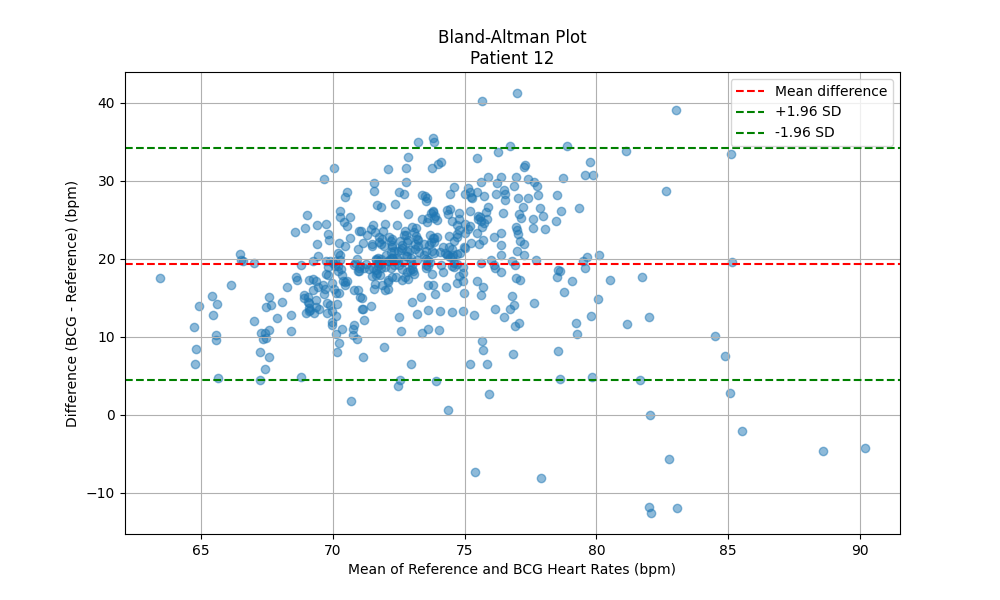 Bland-Altman Plot
Patient 12
Mean difference
+1.96 SD
-1.96 SD
Difference (BCG - Reference) (bpm)
40
30
20
10
0
−10
65 70 75 80 85 90
Mean of Reference and BCG Heart Rates (bpm)